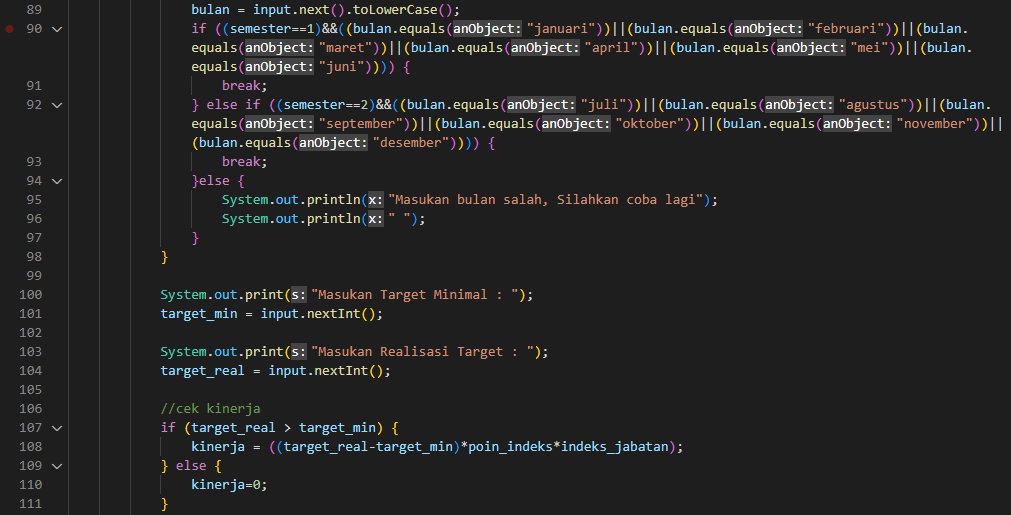 89 bulan = input.next().toLowerCase();
90 if ((semester==1)&&((bulan.equals(anObject: "januari"))||(bulan.equals(anObject: "februari"))||(bulan.
equals(anObject: "maret"))||(bulan.equals(anObject: "april"))||(bulan.equals(anObject: "mei"))||(bulan.
equals(anObject: "juni")))) {
91 break;
92 } else if ((semester==2)&&((bulan.equals(anObject: "juli"))||(bulan.equals(anObject: "agustus"))||(bulan.
equals(anObject: "september"))||(bulan.equals(anObject: "oktober"))||(bulan.equals(anObject: "november"))||
(bulan.equals(anObject: "desember")))) {
93 break;
94 }else {
95 System.out.println(x: "Masukan bulan salah, Silahkan coba lagi");
96 System.out.println(x: " ");
97 }
98 }
99
100 System.out.print(s: "Masukan Target Minimal : ");
101 target_min = input.nextInt();
102
103 System.out.print(s: "Masukan Realisasi Target : ");
104 target_real = input.nextInt();
105
106 //cek kinerja
107 if (target_real > target_min) {
108 kinerja = ((target_real-target_min)*poin_indeks*indeks_jabatan);
109 } else {
110 kinerja=0;
111 }